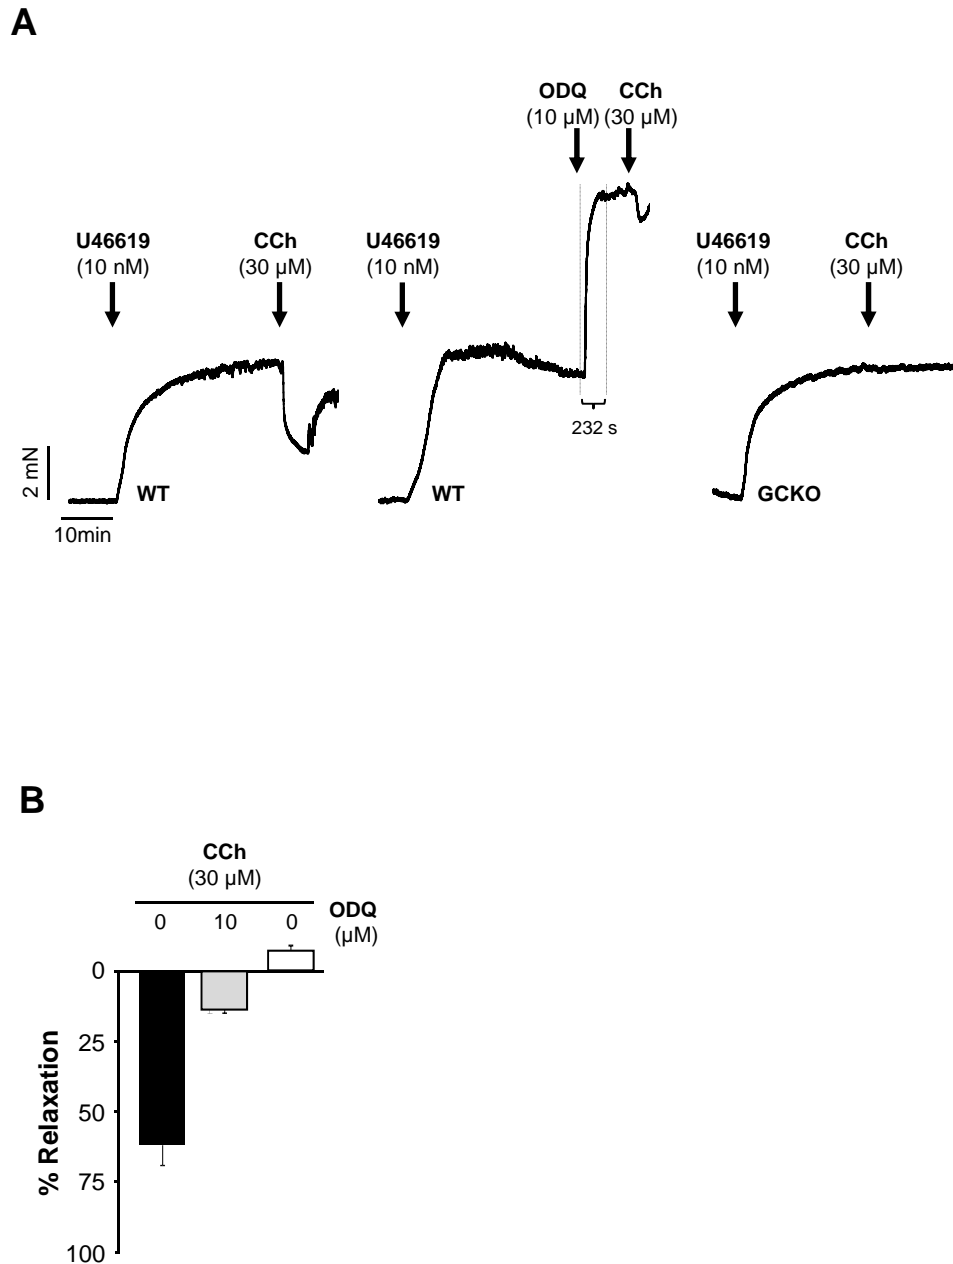 A
ODQ CCh
(10 µM) (30 µM)
U46619 CCh U46619 U46619 CCh
(10 nM) (30 µM) (10 nM) (10 nM) (30 µM)
232 s
2 mN
WT WT GCKO
10min
B
CCh
(30 µM)
0 10 0 ODQ
(µM)
0
25
50
75
100
% Relaxation